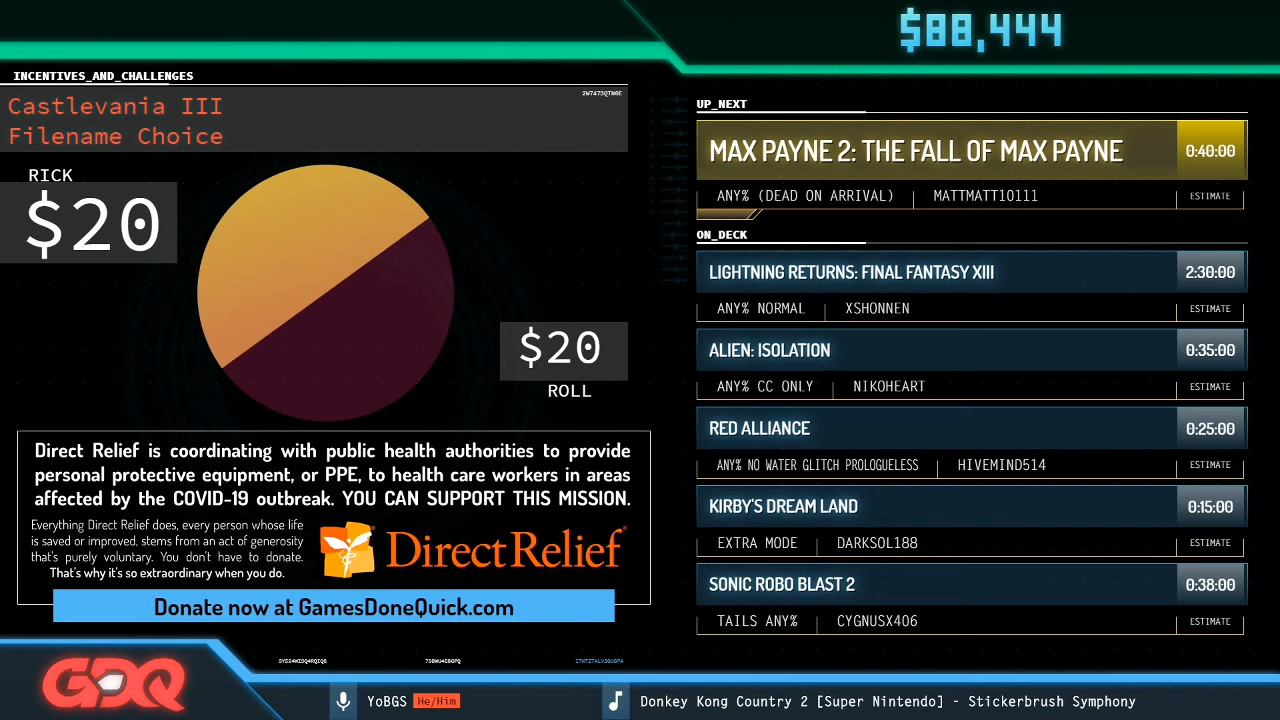 $88,444
INCENTIVES_AND_CHALLENGES
Castlevania III
Filename Choice
RICK
$20
$20
ROLL
Direct Relief is coordinating with public health authorities to provide
personal protective equipment, or PPE, to health care workers in areas
affected by the COVID-19 outbreak. YOU CAN SUPPORT THIS MISSION.
Everything Direct Relief does, every person whose life
is saved or improved, stems from an act of generosity
that's purely voluntary. You don't have to donate.
That's why it's so extraordinary when you do.
DirectRelief
Donate now at GamesDoneQuick.com
UP_NEXT
MAX PAYNE 2: THE FALL OF MAX PAYNE 0:40:00
ANY% (DEAD ON ARRIVAL) MATTMATT10111 ESTIMATE
ON_DECK
LIGHTNING RETURNS: FINAL FANTASY XIII 2:30:00
ANY% NORMAL XSHONNEN ESTIMATE
ALIEN: ISOLATION 0:35:00
ANY% CC ONLY NIKOHEART ESTIMATE
RED ALLIANCE 0:25:00
ANY% NO WATER GLITCH PROLOGUELESS HIVEMIND514 ESTIMATE
KIRBY'S DREAM LAND 0:15:00
EXTRA MODE DARKSOL188 ESTIMATE
SONIC ROBO BLAST 2 0:38:00
TAILS ANY% CYGNUSX406 ESTIMATE
GDQ
YoBGS He/Him
Donkey Kong Country 2 [Super Nintendo] - Stickerbrush Symphony